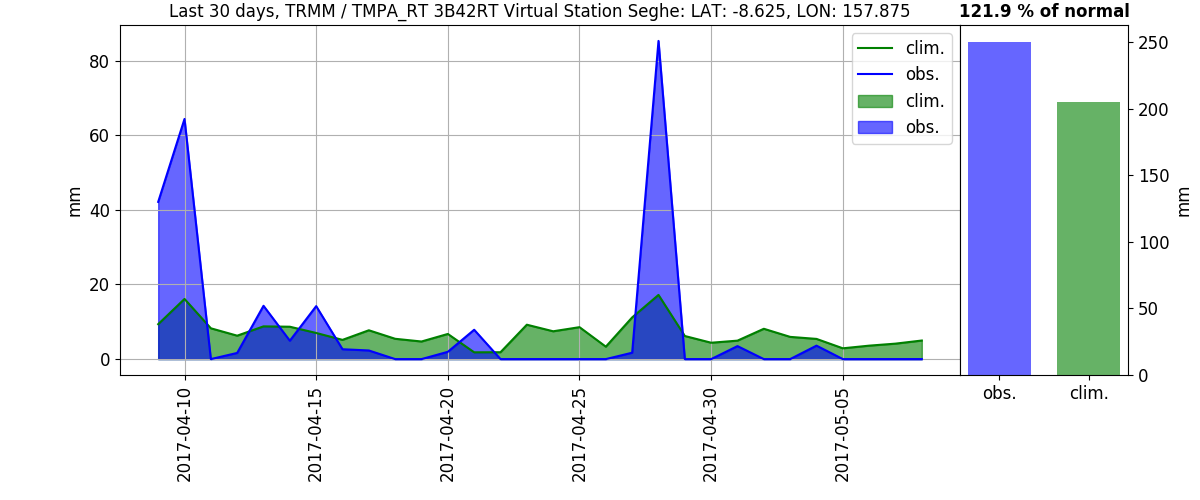 Last 30 days, TRMM / TMPA_RT 3B42RT Virtual Station Seghe: LAT: -8.625, LON: 157.875
121.9 % of normal
clim.
obs.
clim.
obs.
mm
80
60
40
20
0
2017-04-10
2017-04-15
2017-04-20
2017-04-25
2017-04-30
2017-05-05
250
200
150
100
50
0
mm
obs.
clim.